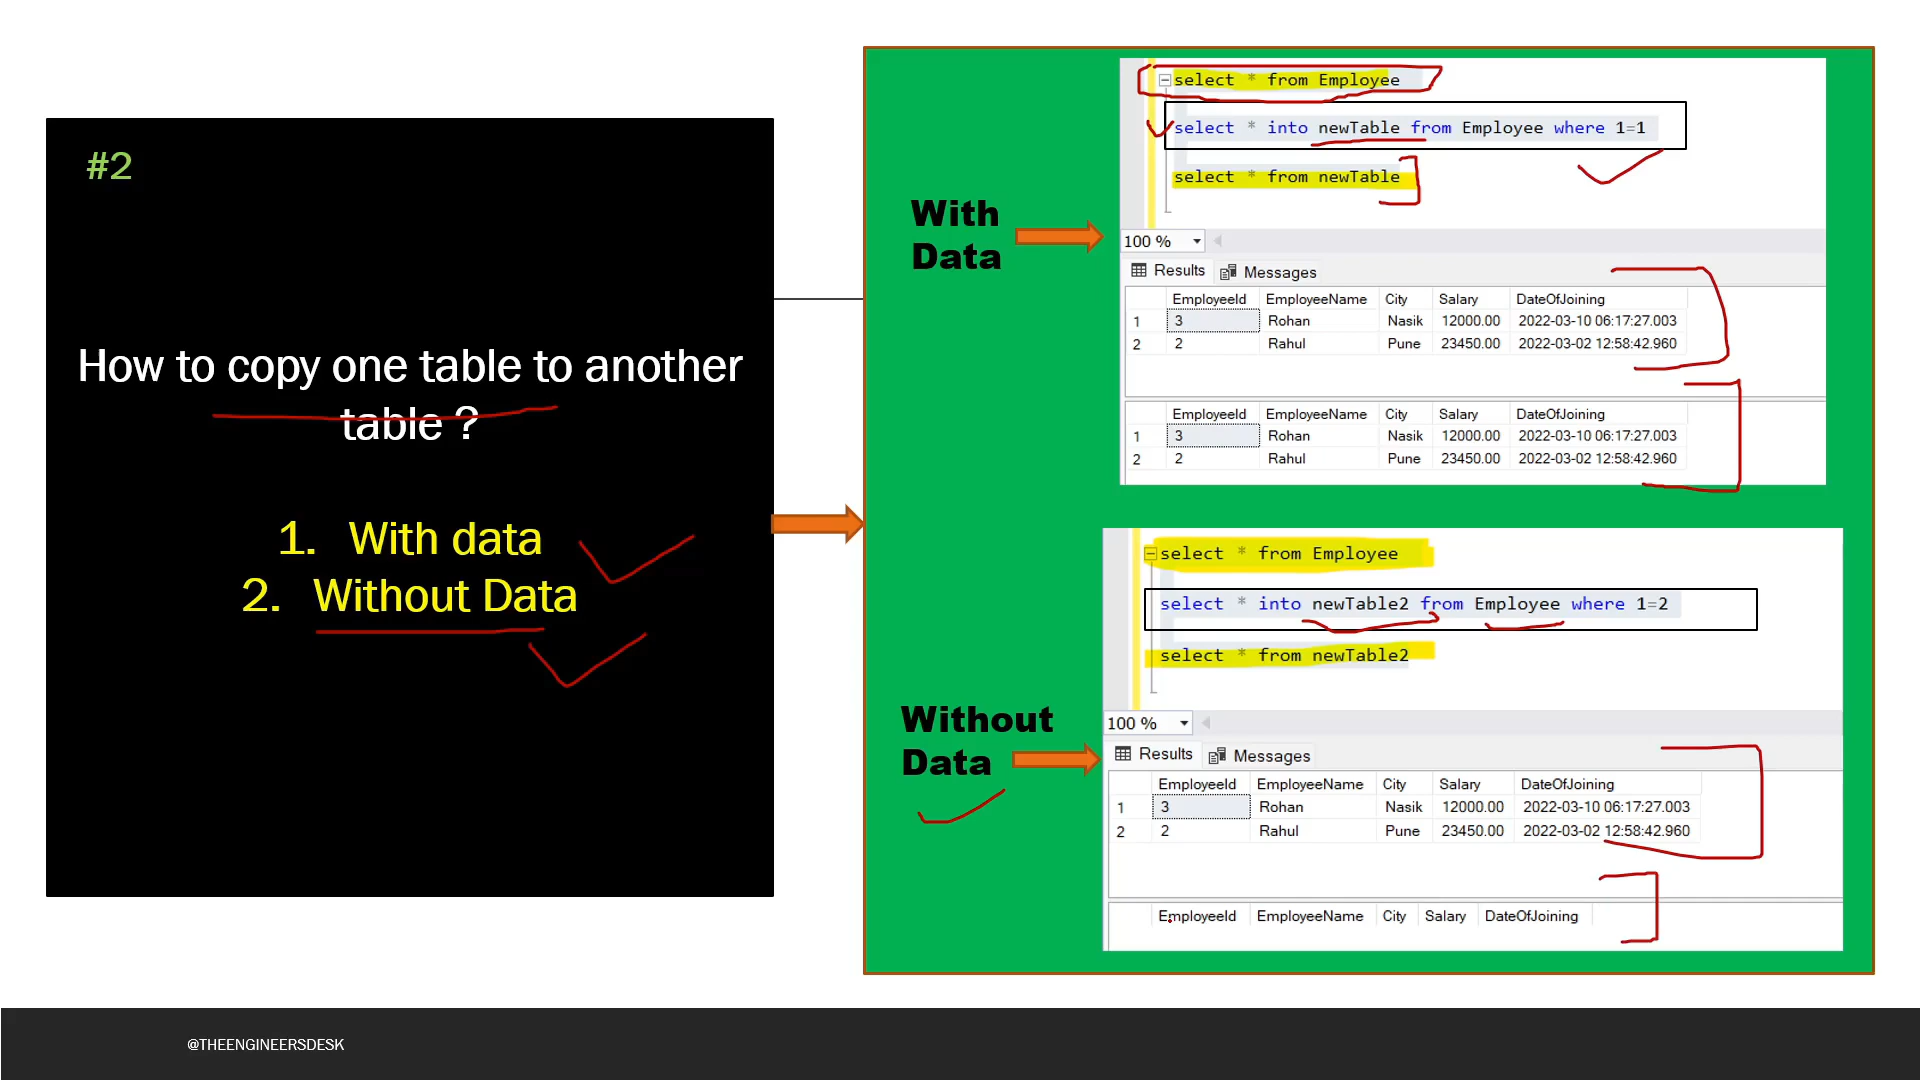 #2
How to copy one table to another
table ?
1. With data
2. Without Data
With
Data
select * from Employee
select * into newTable from Employee where 1=1
select * from newTable
100 %
Results Messages
EmployeeId EmployeeName City Salary DateOfJoining
1 3 Rohan Nasik 12000.00 2022-03-10 06:17:27.003
2 2 Rahul Pune 23450.00 2022-03-02 12:58:42.960
EmployeeId EmployeeName City Salary DateOfJoining
1 3 Rohan Nasik 12000.00 2022-03-10 06:17:27.003
2 2 Rahul Pune 23450.00 2022-03-02 12:58:42.960
Without
Data
select * from Employee
select * into newTable2 from Employee where 1=2
select * from newTable2
100 %
Results Messages
EmployeeId EmployeeName City Salary DateOfJoining
1 3 Rohan Nasik 12000.00 2022-03-10 06:17:27.003
2 2 Rahul Pune 23450.00 2022-03-02 12:58:42.960
EmployeeId EmployeeName City Salary DateOfJoining
@THEENGINEERSDESK